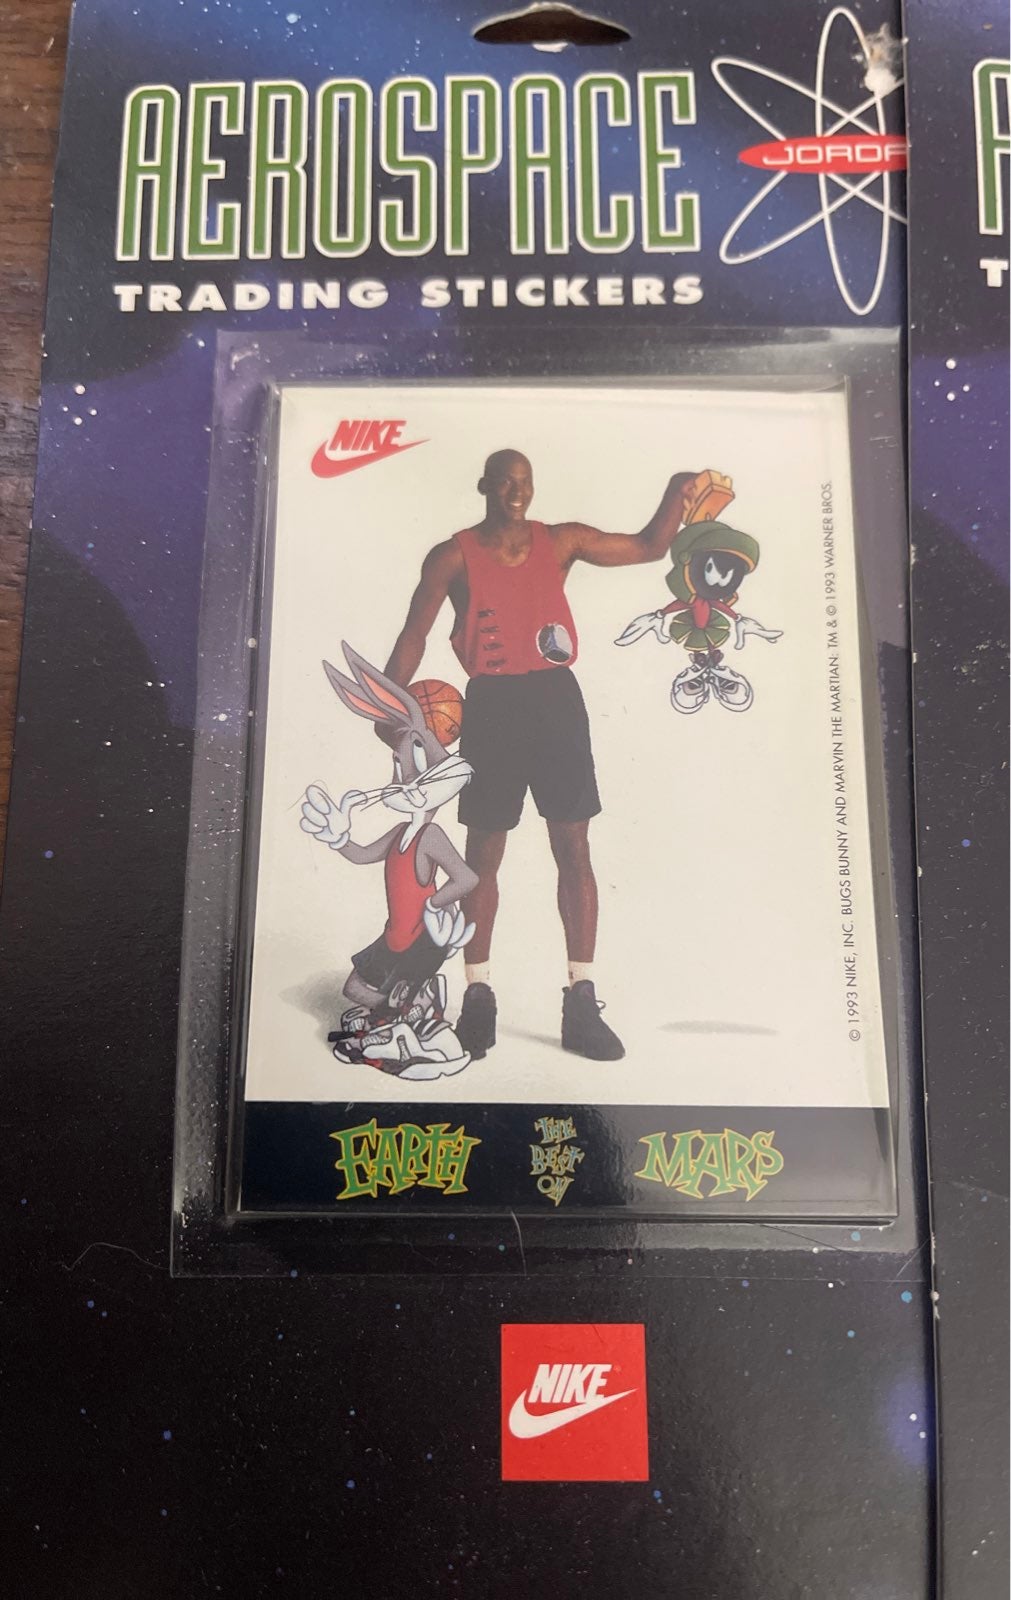 AEROSPACE
JORDA
TRADING STICKERS
T
NIKE
© 1993 NIKE, INC. BUGS BUNNY AND MARVIN THE MARTIAN: TM & © 1993 WARNER BROS.
EARTH
THE
BEST
ON
MARS
NIKE